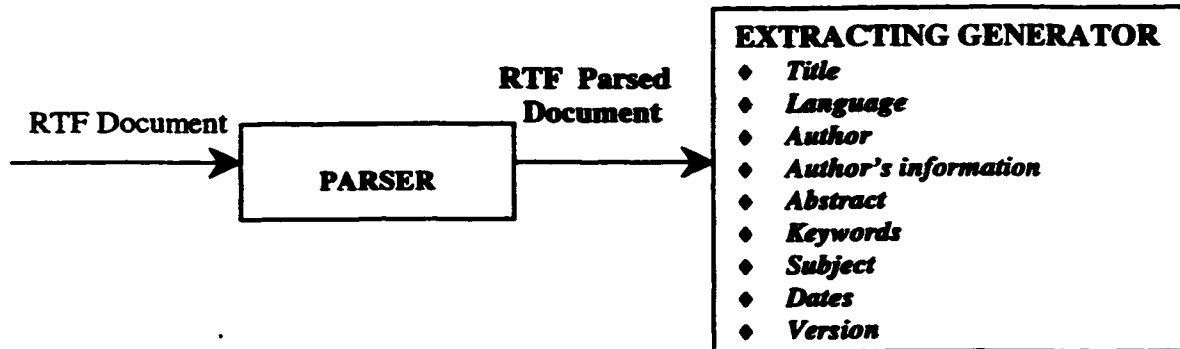 RTF Document
PARSER
RTF Parsed
Document
EXTRACTING GENERATOR
♦ Title
♦ Language
♦ Author
♦ Author's information
♦ Abstract
♦ Keywords
♦ Subject
♦ Dates
♦ Version